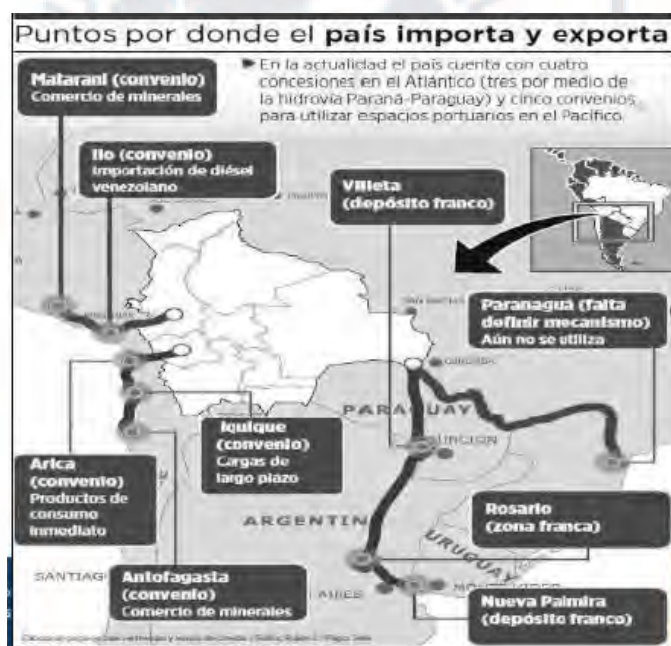 Puntos por donde el país importa y exporta
En la actualidad el país cuenta con cuatro
concesiones en el Atlántico (tres por medio de
la hidrovía Paraná-Paraguay) y cinco convenios
para utilizar espacios portuarios en el Pacífico
Matarani (convenio)
Comercio de minerales
Ilo (convenio)
Importación de diésel
venezolano
Villeta
(depósito franco)
Paranaguá (falta
definir mecanismo)
Aún no se utiliza
PARAGUAY
UNCION
Iquique
(convenio)
Cargas de
largo plazo
Arica
(convenio)
Productos de
consumo
inmediato
ARGENTIN
URUGUAY
Rosario
(zona franca)
SANTIAG
Antofagasta
(convenio)
Comercio de minerales
AIRES
Nueva Palmira
(depósito franco)